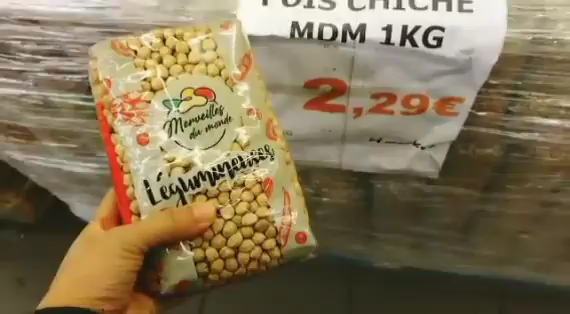 POIS CHICHE
MDM 1KG
2,29€
Merveilles
du monde
Légumineuses